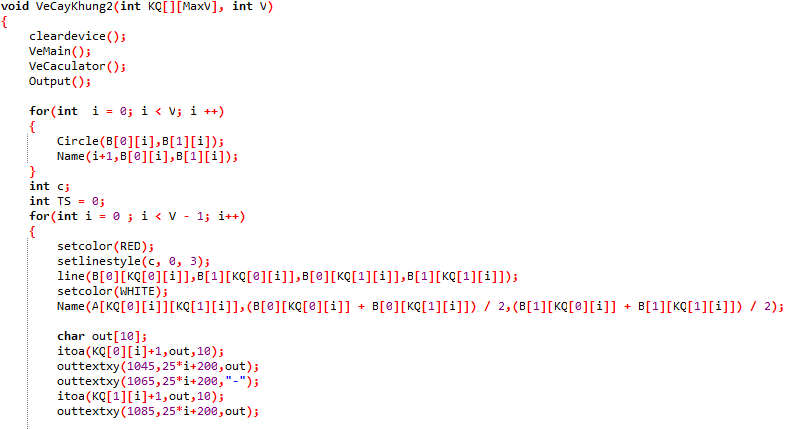 void VeCayKhung2(int KQ[][MaxV], int V)
{
    cleardevice();
    VeMain();
    VeCaculator();
    Output();

    for(int  i = 0; i < V; i ++)
    {
        Circle(B[0][i],B[1][i]);
        Name(i+1,B[0][i],B[1][i]);
    }
    int c;
    int TS = 0;
    for(int i = 0 ; i < V - 1; i++)
    {
        setcolor(RED);
        setlinestyle(c, 0, 3);
        line(B[0][KQ[0][i]],B[1][KQ[0][i]],B[0][KQ[1][i]],B[1][KQ[1][i]]);
        setcolor(WHITE);
        Name(A[KQ[0][i]][KQ[1][i]],(B[0][KQ[0][i]] + B[0][KQ[1][i]]) / 2,(B[1][KQ[0][i]] + B[1][KQ[1][i]]) / 2);

        char out[10];
        itoa(KQ[0][i]+1,out,10);
        outtextxy(1045,25*i+200,out);
        outtextxy(1065,25*i+200,"-");
        itoa(KQ[1][i]+1,out,10);
        outtextxy(1085,25*i+200,out);